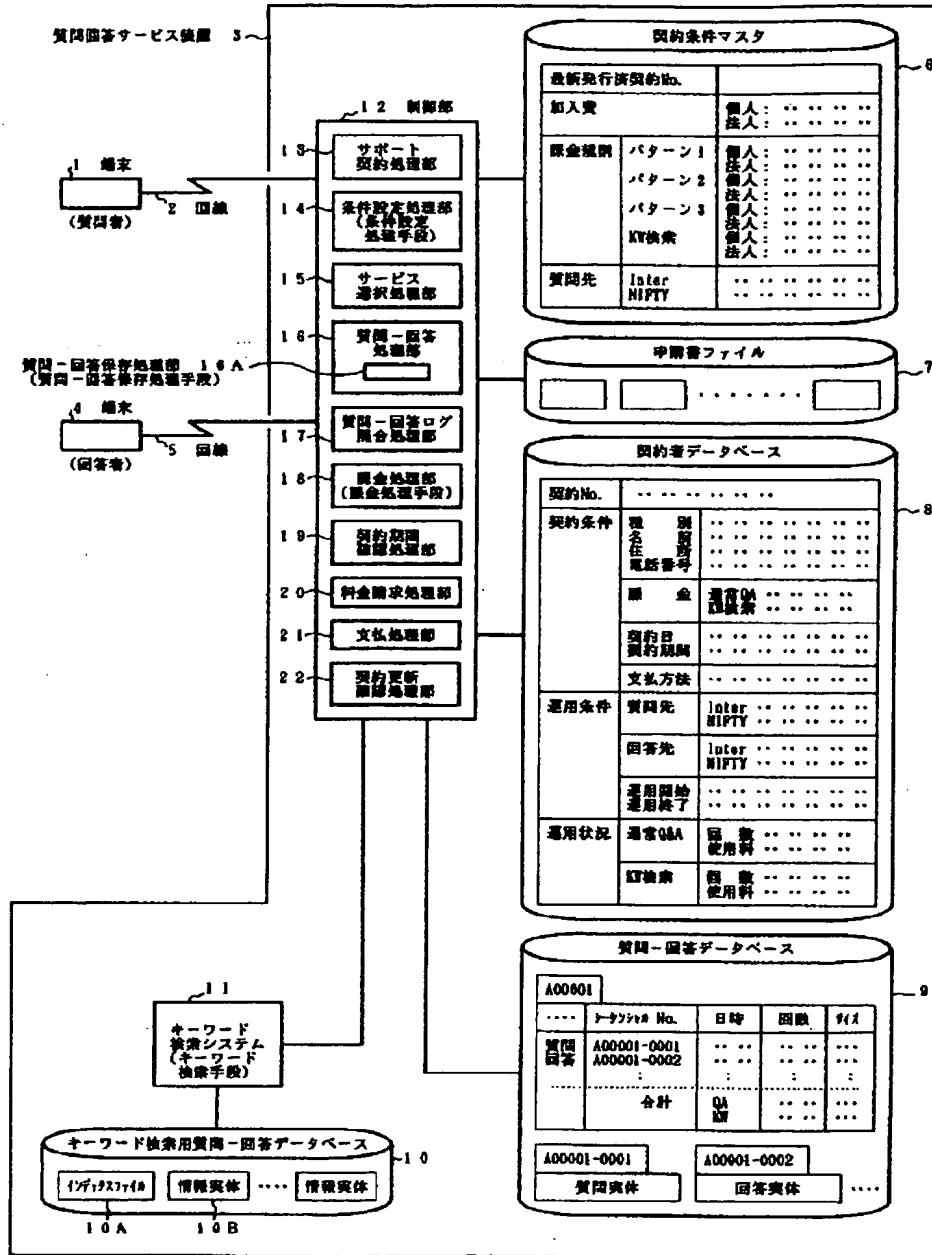 質問回答サービス装置 3
1 端末
(質問者)
2 回線
質問-回答保存処理部 16A
(質問-回答保存処理手段)
4 端末
(回答者)
5 回線
12 制御部
13
サポート
契約処理部
14
条件設定処理部
(条件設定
処理手段)
15
サービス
選択処理部
16
質問-回答
処理部
17
質問-回答ログ
照合処理部
18
課金処理部
(課金処理手段)
19
契約期間
確認処理部
20
料金請求処理部
21
支払処理部
22
契約更新
確認処理部
契約条件マスタ
6
最新発行済契約No.
加入費
個人: ‥ ‥ ‥ ‥ ‥
法人: ‥ ‥ ‥ ‥ ‥
課金規則
パターン1
個人: ‥ ‥ ‥ ‥ ‥
法人: ‥ ‥ ‥ ‥ ‥
パターン2
個人: ‥ ‥ ‥ ‥ ‥
法人: ‥ ‥ ‥ ‥ ‥
パターン3
個人: ‥ ‥ ‥ ‥ ‥
法人: ‥ ‥ ‥ ‥ ‥
KW検索
個人: ‥ ‥ ‥ ‥ ‥
法人: ‥ ‥ ‥ ‥ ‥
質問先
Inter
NIFTY
申請書ファイル
7
契約者データベース
8
契約No.
契約条件
種 別
名 前
住 所
電話番号
課 金
通常QA
KW検索
契約日
契約期間
支払方法
運用条件
質問先
Inter
NIFTY
回答先
Inter
NIFTY
運用開始
運用終了
運用状況
通常Q&A
回 数
使用料
KW検索
回 数
使用料
質問-回答データベース
9
A00001
‥‥ シーケンシャル No. 日時 回数 サイズ
質問 A00001-0001
回答 A00001-0002
合計 QA
KW
A00001-0001
質問実体
A00001-0002
回答実体
11
キーワード
検索システム
(キーワード
検索手段)
キーワード検索用質問-回答データベース
10
インデックスファイル
情報実体
‥‥
情報実体
10A
10B